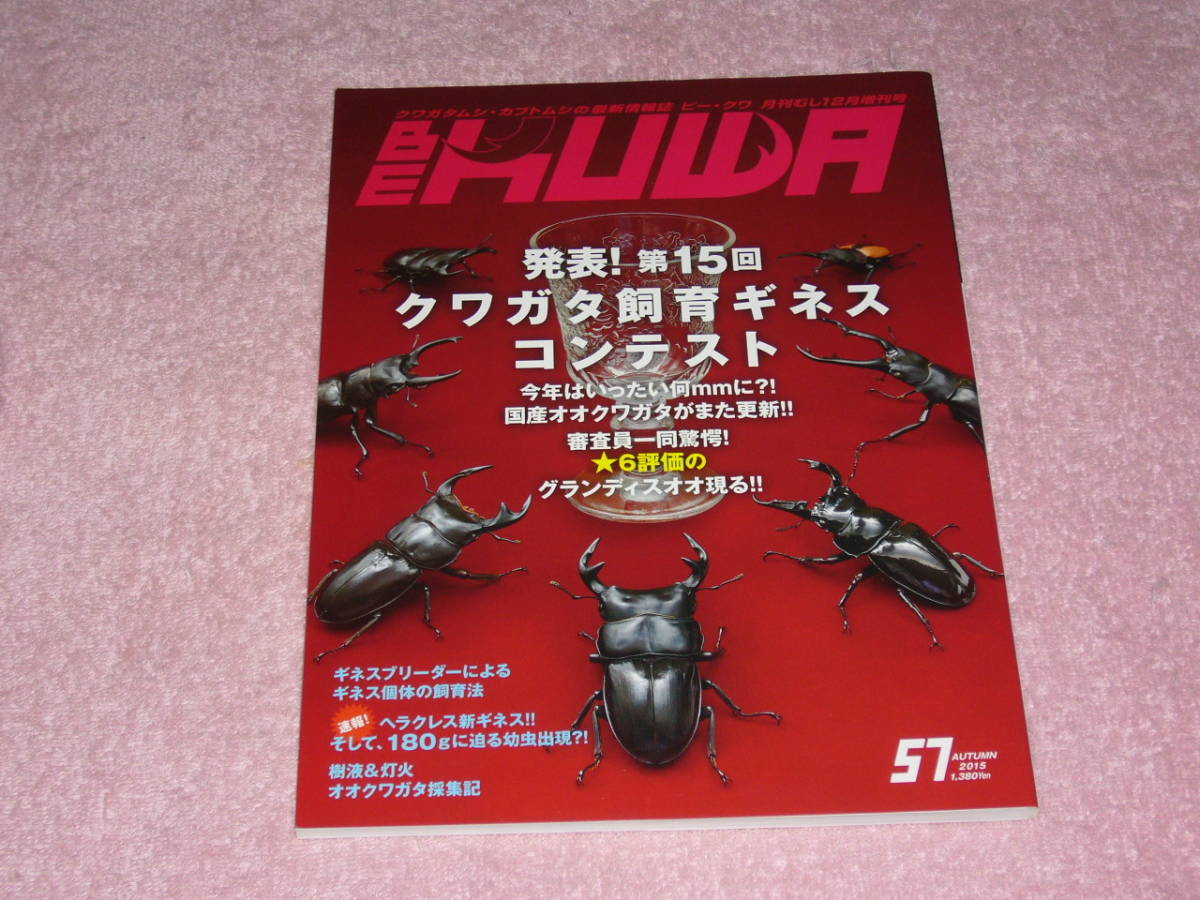 クワガタムシ・カブトムシの最新情報誌 ビー・クワ 月刊むし12月増刊号
BE KUWA
発表! 第15回
クワガタ飼育ギネス
コンテスト
今年はいったい何mmに?!
国産オオクワガタがまた更新!!
審査員一同驚愕!
★6評価の
グランディスオオ現る!!
ギネスブリーダーによる
ギネス個体の飼育法
速報! ヘラクレス新ギネス!!
そして、180gに迫る幼虫出現?!
樹液&灯火
オオクワガタ採集記
57 AUTUMN
2015
1,380Yen